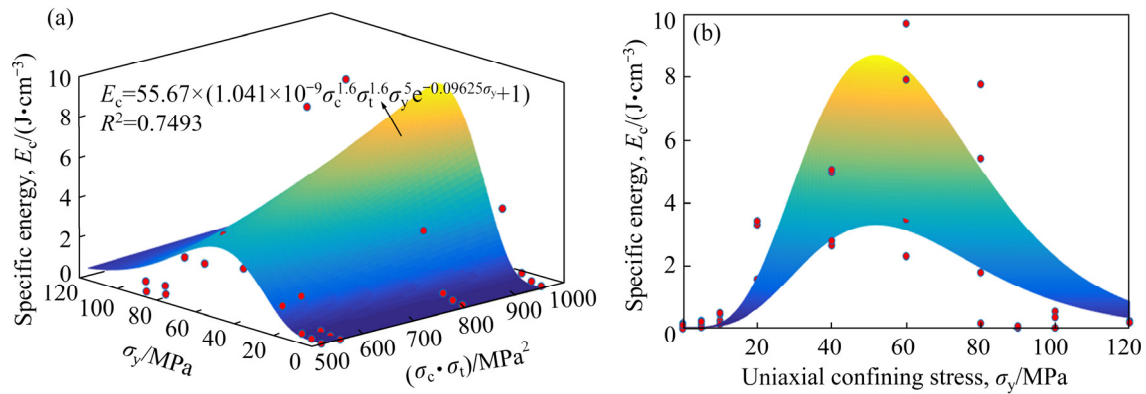 (a)
10
8
6
4
2
0
Specific energy, E_c/(J•cm⁻³)
E_c=55.67×(1.041×10⁻⁹σ_c^1.6σ_t^1.6σ_y^5e^−0.09625σ_y+1)
R²=0.7493
120
100
80
60
40
20
0
σ_y/MPa
500
600
700
800
900
1000
(σ_c•σ_t)/MPa²
(b)
10
8
6
4
2
0
Specific energy, E_c/(J•cm⁻³)
0 20 40 60 80 100 120
Uniaxial confining stress, σ_y/MPa